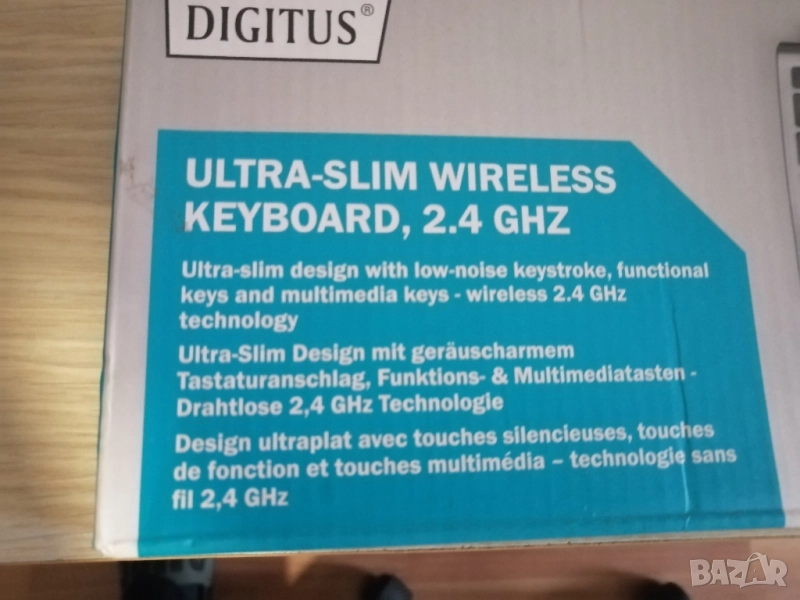 DIGITUS®
ULTRA-SLIM WIRELESS
KEYBOARD, 2.4 GHZ
Ultra-slim design with low-noise keystroke, functional
keys and multimedia keys - wireless 2.4 GHz
technology
Ultra-Slim Design mit geräuscharmem
Tastaturanschlag, Funktions- & Multimediatasten -
Drahtlose 2,4 GHz Technologie
Design ultraplat avec touches silencieuses, touches
de fonction et touches multimédia – technologie sans
fil 2,4 GHz
BAZAR